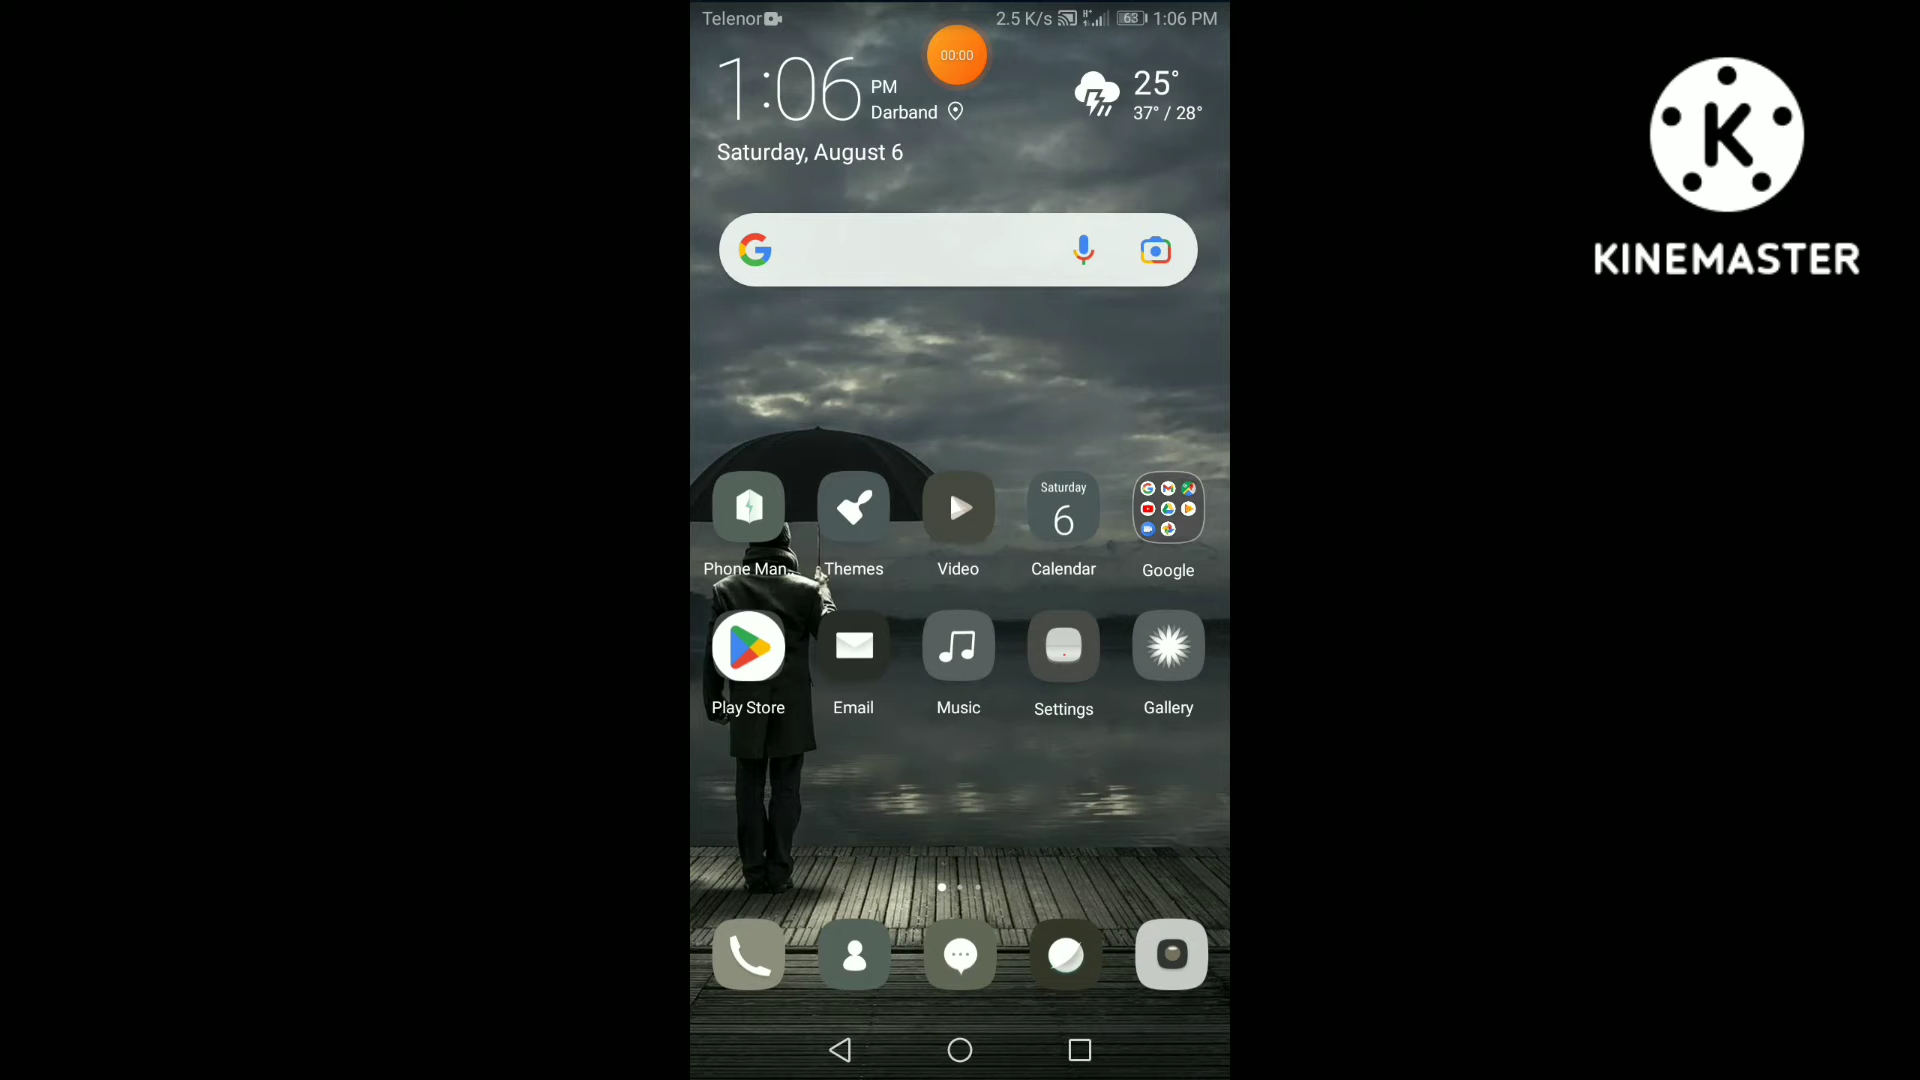 Telenor 2.5 K/s H+ 63 1:06 PM
00:00
1:06 PM
Darband
25°
37° / 28°
Saturday, August 6
K
KINEMASTER
Saturday
6
Phone Man.. Themes Video Calendar Google
Play Store Email Music Settings Gallery